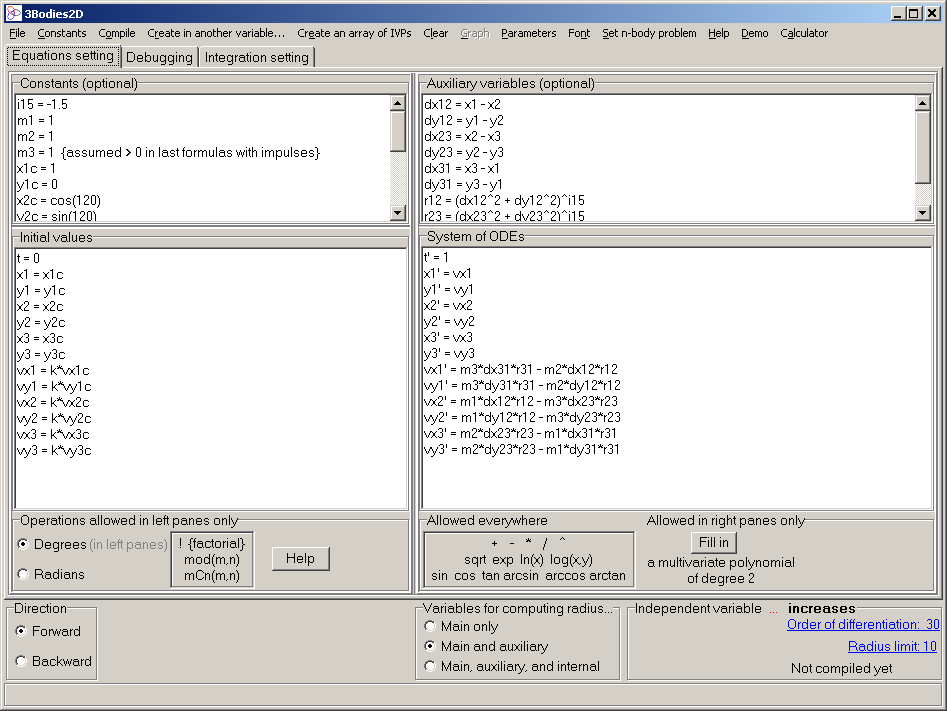 3Bodies2D
File Constants Compile Create in another variable... Create an array of IVPs Clear Graph Parameters Font Set n-body problem Help Demo Calculator
Equations setting Debugging Integration setting
Constants (optional)
i15 = -1.5
m1 = 1
m2 = 1
m3 = 1 {assumed > 0 in last formulas with impulses}
x1c = 1
y1c = 0
x2c = cos(120)
y2c = sin(120)
Auxiliary variables (optional)
dx12 = x1 - x2
dy12 = y1 - y2
dx23 = x2 - x3
dy23 = y2 - y3
dx31 = x3 - x1
dy31 = y3 - y1
r12 = (dx12^2 + dy12^2)^i15
r23 = (dx23^2 + dy23^2)^i15
Initial values
t = 0
x1 = x1c
y1 = y1c
x2 = x2c
y2 = y2c
x3 = x3c
y3 = y3c
vx1 = k*vx1c
vy1 = k*vy1c
vx2 = k*vx2c
vy2 = k*vy2c
vx3 = k*vx3c
vy3 = k*vy3c
System of ODEs
t' = 1
x1' = vx1
y1' = vy1
x2' = vx2
y2' = vy2
x3' = vx3
y3' = vy3
vx1' = m3*dx31*r31 - m2*dx12*r12
vy1' = m3*dy31*r31 - m2*dy12*r12
vx2' = m1*dx12*r12 - m3*dx23*r23
vy2' = m1*dy12*r12 - m3*dy23*r23
vx3' = m2*dx23*r23 - m1*dx31*r31
vy3' = m2*dy23*r23 - m1*dy31*r31
Operations allowed in left panes only
Degrees (in left panes)
Radians
! {factorial}
mod(m,n)
mCn(m,n)
Help
Allowed everywhere
+ - * / ^
sqrt exp ln(x) log(x,y)
sin cos tan arcsin arccos arctan
Allowed in right panes only
Fill in
a multivariate polynomial
of degree 2
Direction
Forward
Backward
Variables for computing radius...
Main only
Main and auxiliary
Main, auxiliary, and internal
Independent variable ... increases
Order of differentiation: 30
Radius limit: 10
Not compiled yet